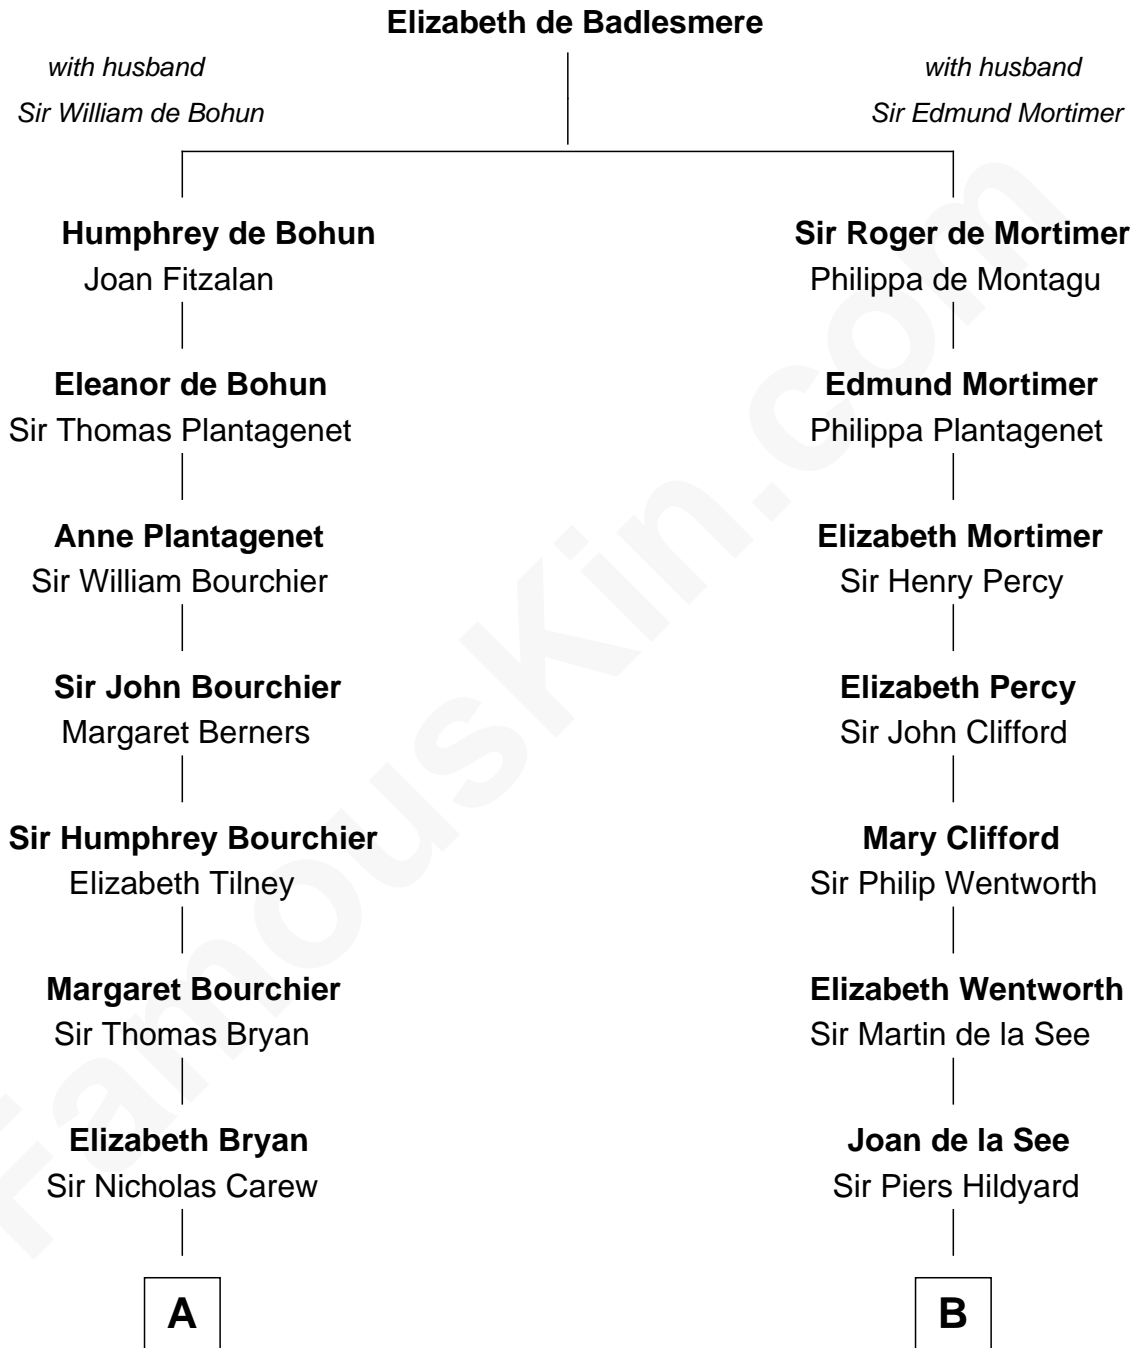 Elizabeth de Badlesmere
with husband
Sir William de Bohun
with husband
Sir Edmund Mortimer
Humphrey de Bohun
Joan Fitzalan
Sir Roger de Mortimer
Philippa de Montagu
Eleanor de Bohun
Sir Thomas Plantagenet
Edmund Mortimer
Philippa Plantagenet
Anne Plantagenet
Sir William Bourchier
Elizabeth Mortimer
Sir Henry Percy
Sir John Bourchier
Margaret Berners
Elizabeth Percy
Sir John Clifford
Sir Humphrey Bourchier
Elizabeth Tilney
Mary Clifford
Sir Philip Wentworth
Margaret Bourchier
Sir Thomas Bryan
Elizabeth Wentworth
Sir Martin de la See
Elizabeth Bryan
Sir Nicholas Carew
Joan de la See
Sir Piers Hildyard
A
B
FamousKin.com